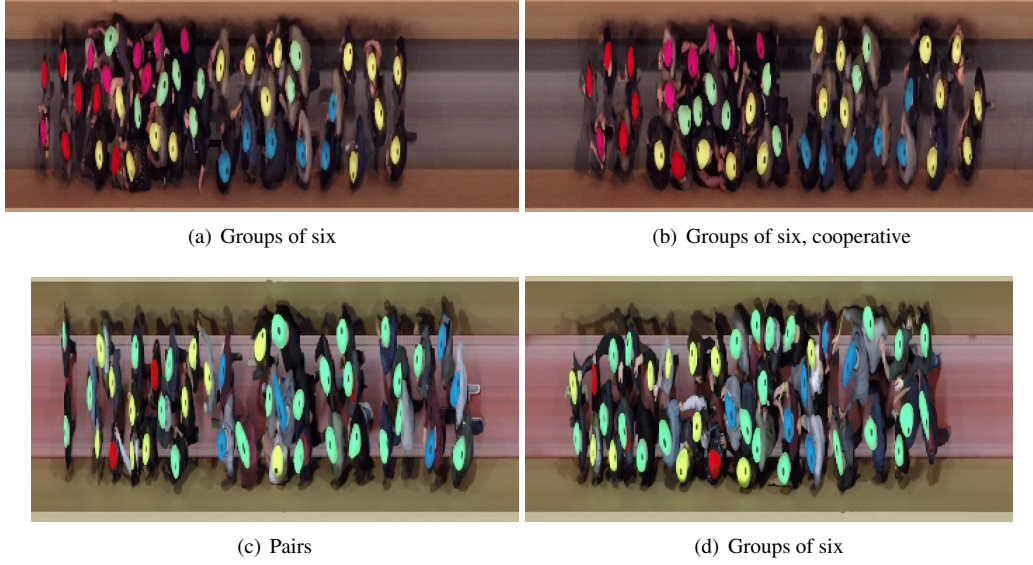 (a) Groups of six
(b) Groups of six, cooperative
(c) Pairs
(d) Groups of six